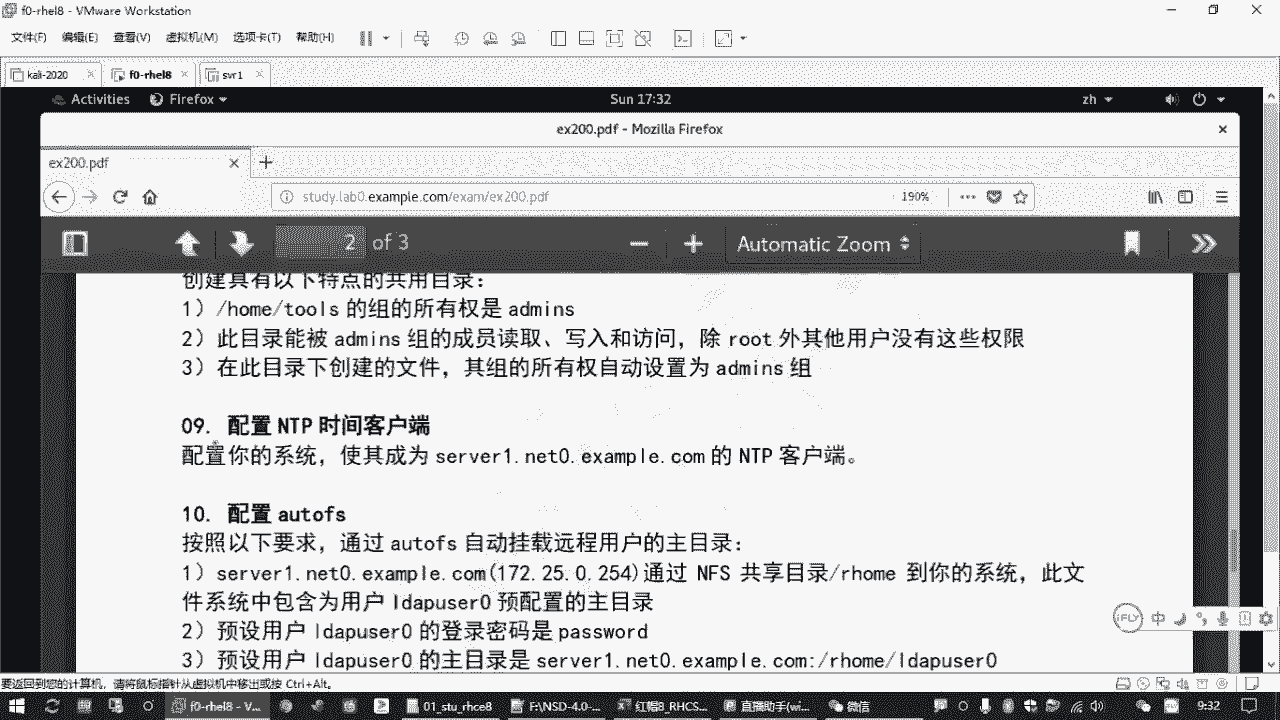 f0-rhel8 - VMware Workstation
文件(F) 编辑(E) 查看(V) 虚拟机(M) 选项卡(T) 帮助(H)
kali-2020 f0-rhel8 svr1
Activities Firefox Sun 17:32 zh
ex200.pdf - Mozilla Firefox
ex200.pdf
study.lab0.example.com/exam/ex200.pdf 190%
2 of 3 Automatic Zoom
创建具有以下特点的共用目录：
1）/home/tools 的组的所有权是 admins
2）此目录能被 admins 组的成员读取、写入和访问，除 root 外其他用户没有这些权限
3）在此目录下创建的文件，其组的所有权自动设置为 admins 组
09. 配置 NTP 时间客户端
配置你的系统，使其成为 server1.net0.example.com 的 NTP 客户端。
10. 配置 autofs
按照以下要求，通过 autofs 自动挂载远程用户的主目录：
1）server1.net0.example.com(172.25.0.254)通过 NFS 共享目录/rhome 到你的系统，此文
件系统中包含为用户 ldapuser0 预配置的主目录
2）预设用户 ldapuser0 的登录密码是 password
3）预设用户 ldapuser0 的主目录是 server1.net0.example.com:/rhome/ldapuser0
iFLY 中
要返回到您的计算机，请将鼠标指针从虚拟机中移出或按 Ctrl+Alt。
f0-rhel8 - V... 01_stu_rhce8 F:\NSD-4.0-... 红帽8_RHCS... 直播助手(wi... 微信 9:32